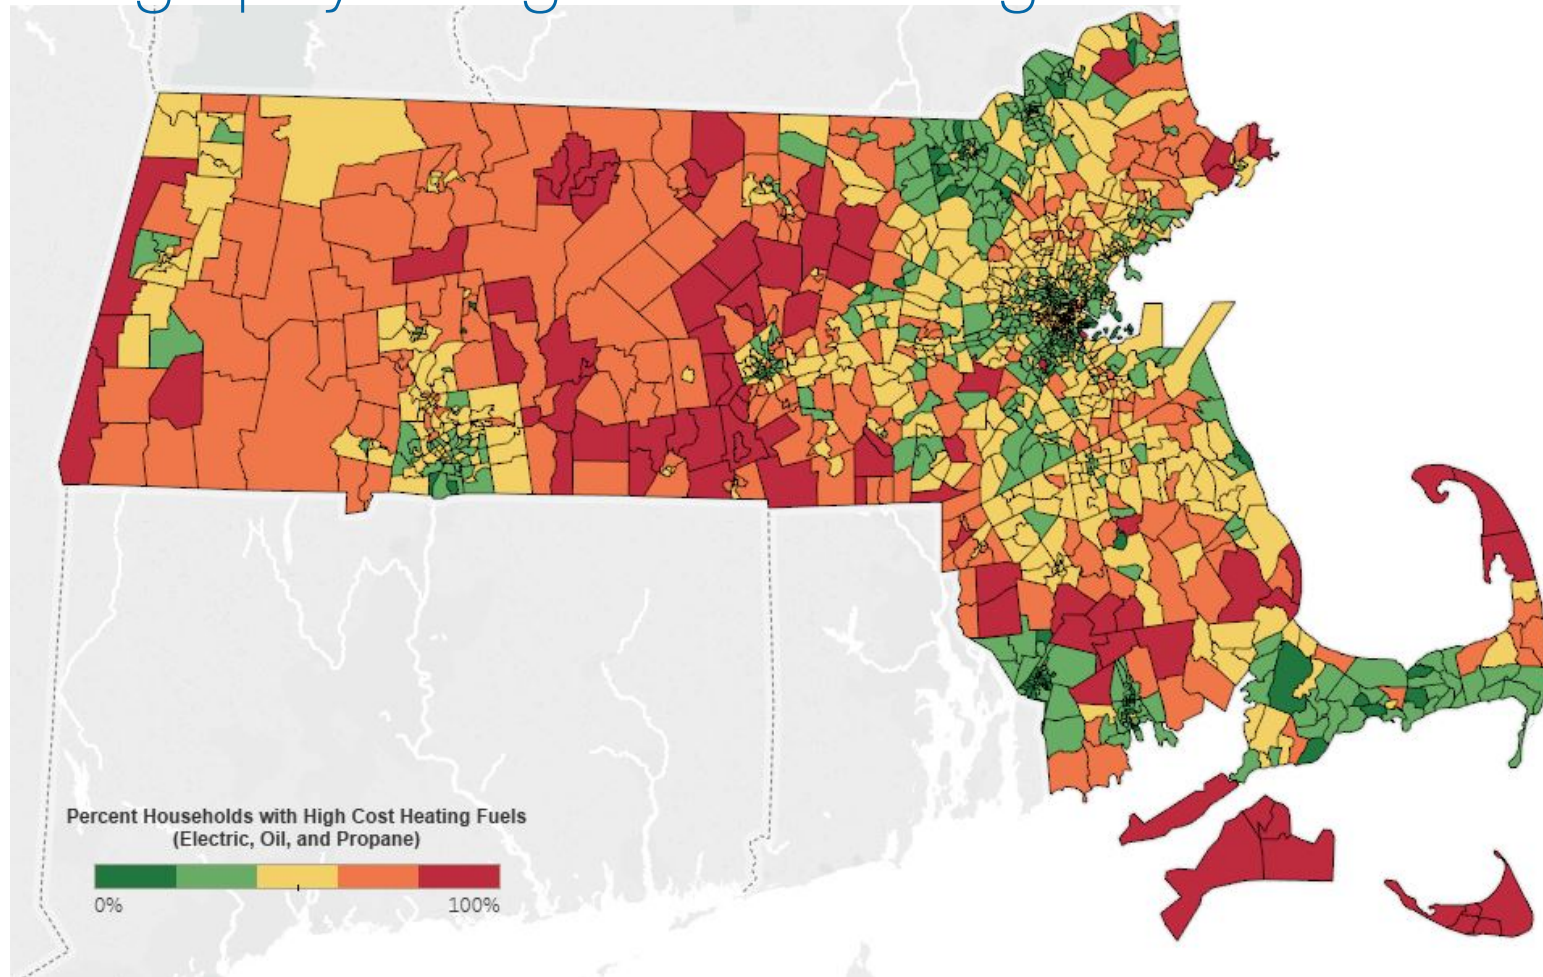 Percent Households with High Cost Heating Fuels
(Electric, Oil, and Propane)
0%
100%